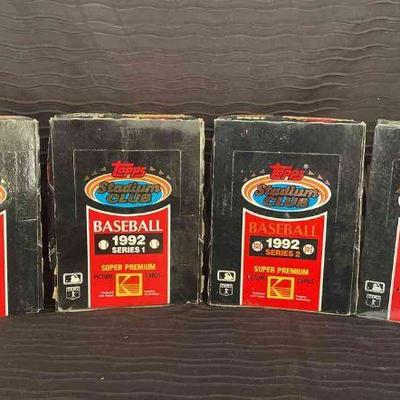 Topps
Stadium
CLUB
BASEBALL
1992
SERIES 1
SUPER PREMIUM
PICTURE CARDS
Topps
Stadium
CLUB
BASEBALL
1992
SERIES 2
SUPER PREMIUM
PICTURE CARDS